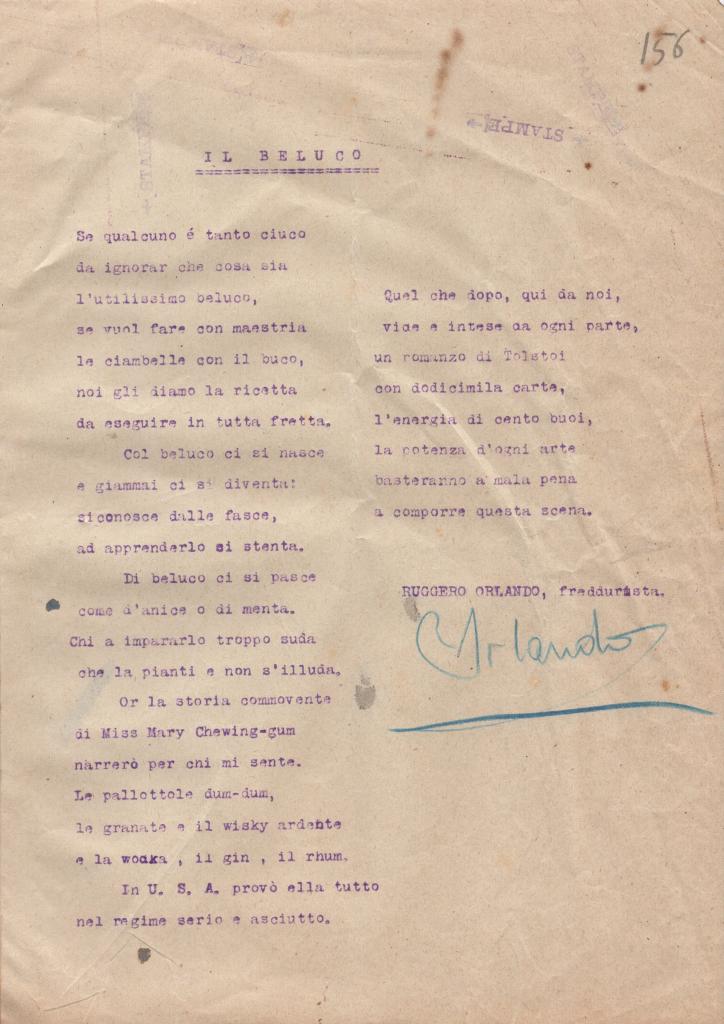 156
STAMPE
IL BELUCO
Se qualcuno é tanto ciuco
da ignorar che cosa sia
l'utilissimo beluco,
se vuol fare con maestria
le ciambelle con il buco,
noi gli diamo la ricetta
da eseguire in tutta fretta.
Col beluco ci si nasce
e giammai ci si diventa:
siconosce dalle fasce,
ad apprenderlo si stenta.
Di beluco ci si pasce
come d'anice o di menta.
Chi a impararlo troppo suda
che la pianti e non s'illuda.
Or la storia commovente
di Miss Mary Chewing-gum
narrerò per chi mi sente.
Le pallottole dum-dum,
le granate e il wisky ardente
e la wodka , il gin , il rhum.
In U. S. A. provò ella tutto
nel regime serio e asciutto.
Quel che dopo, qui da noi,
vide e intese da ogni parte,
un romanzo di Tolstoi
con dodicimila carte,
l'energia di cento buoi,
la potenza d'ogni arte
basteranno a mala pena
a comporre questa scena.
RUGGERO ORLANDO, freddurista.
Orlando